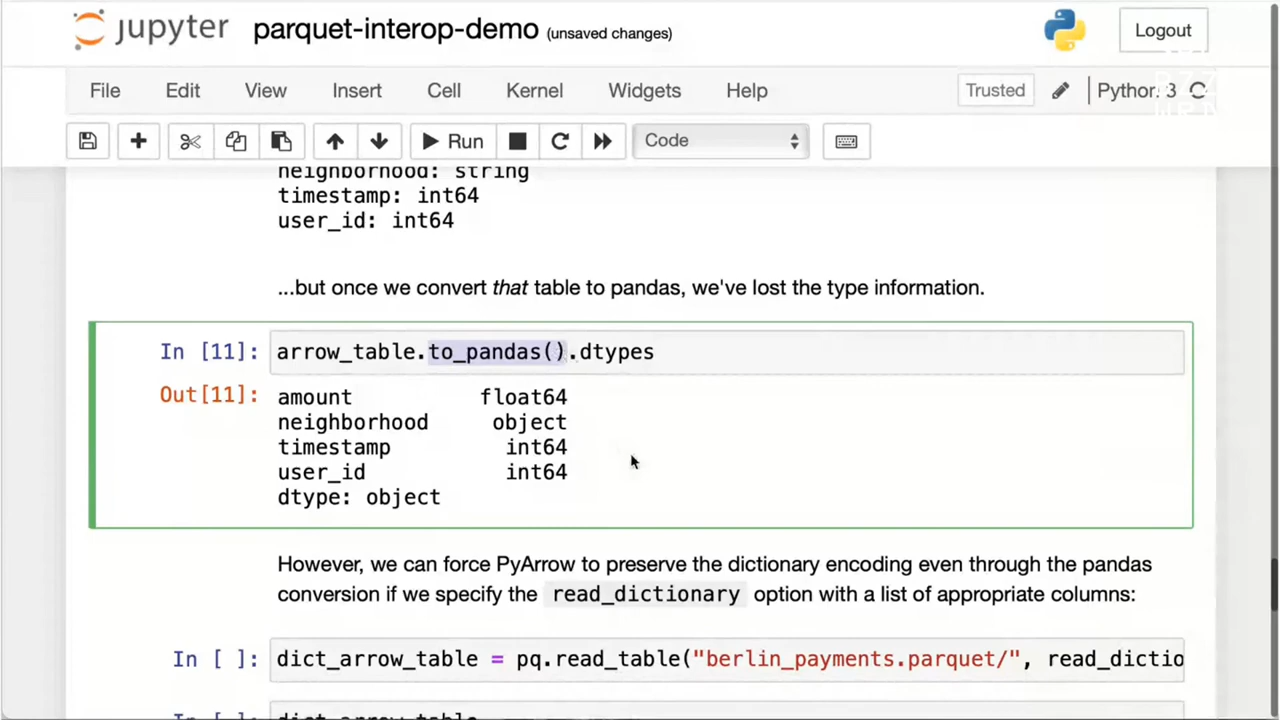 jupyter parquet-interop-demo (unsaved changes) Logout
File Edit View Insert Cell Kernel Widgets Help Trusted Python 3
Run Code
neighborhood: string
timestamp: int64
user_id: int64
...but once we convert that table to pandas, we've lost the type information.
In [11]: arrow_table.to_pandas().dtypes
Out[11]: amount float64
neighborhood object
timestamp int64
user_id int64
dtype: object
However, we can force PyArrow to preserve the dictionary encoding even through the pandas
conversion if we specify the read_dictionary option with a list of appropriate columns:
In [ ]: dict_arrow_table = pq.read_table("berlin_payments.parquet/", read_dictio
In [ ]: dict_arrow_table